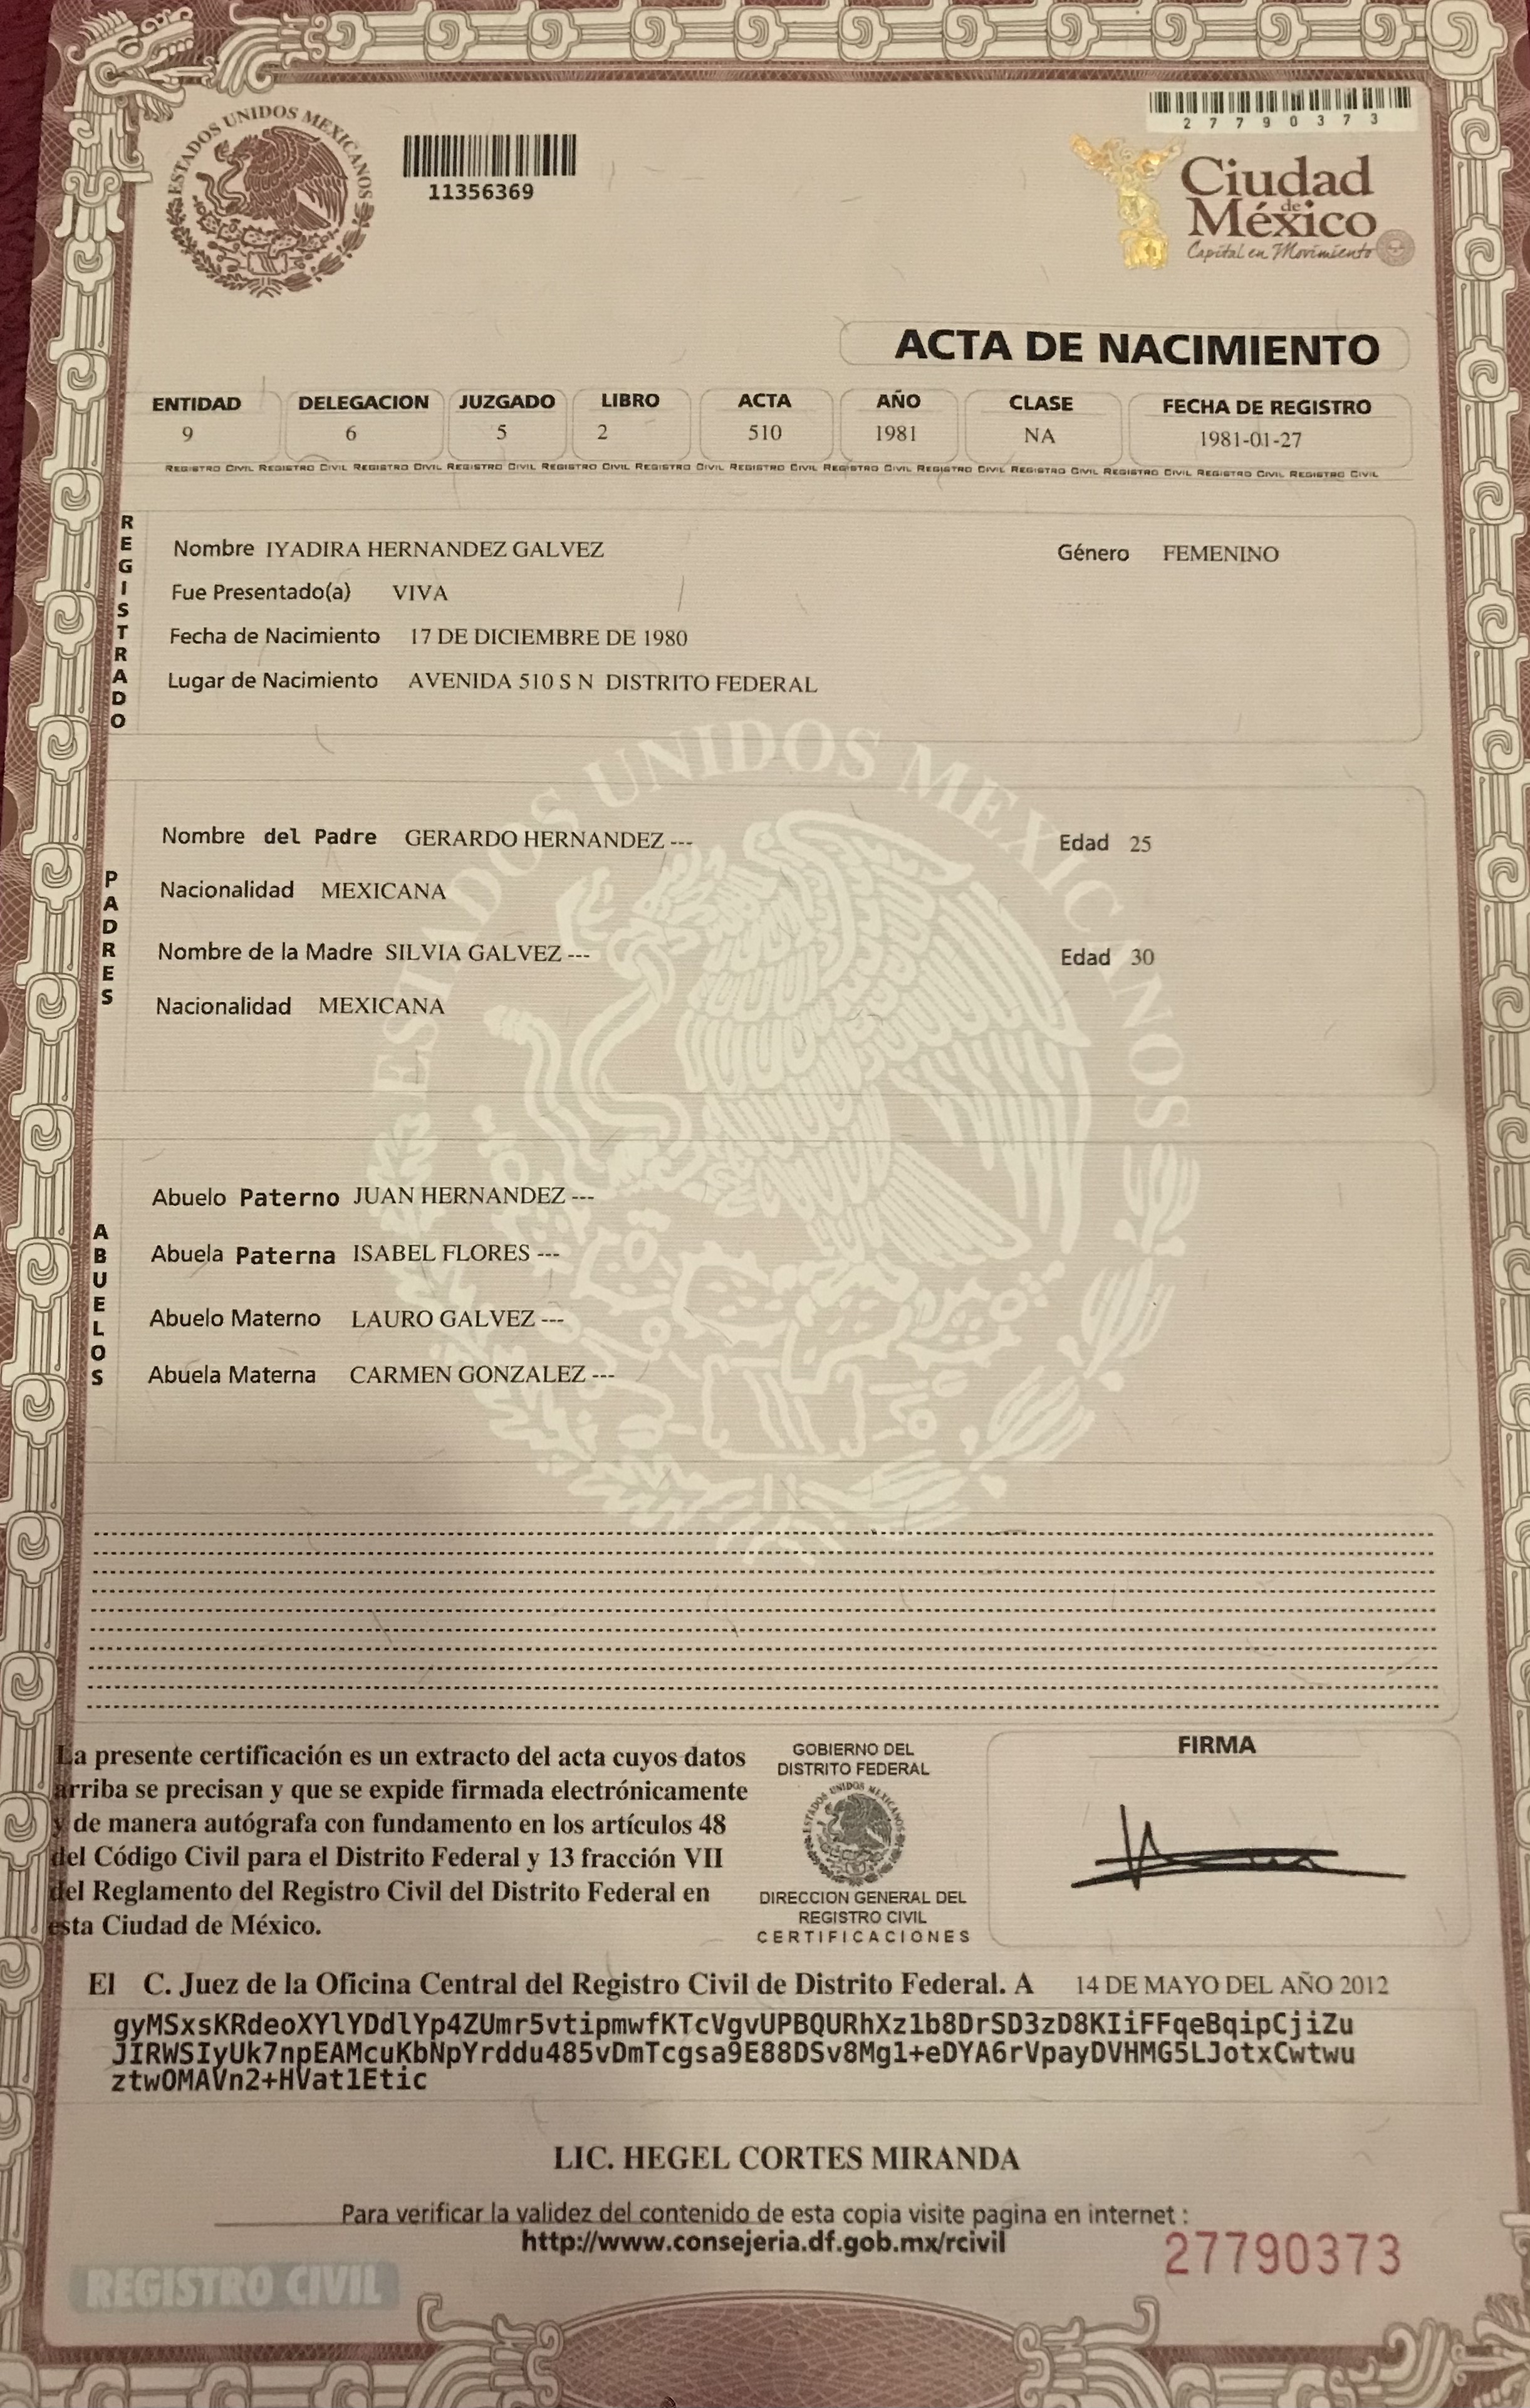 ESTADOS UNIDOS MEXICANOS
11356369
27790373
Ciudad
de
México
Capital en Movimiento
ACTA DE NACIMIENTO
ENTIDAD DELEGACION JUZGADO LIBRO ACTA AÑO CLASE FECHA DE REGISTRO
9 6 5 2 510 1981 NA 1981-01-27
REGISTRO CIVIL REGISTRO CIVIL REGISTRO CIVIL REGISTRO CIVIL REGISTRO CIVIL REGISTRO CIVIL REGISTRO CIVIL REGISTRO CIVIL REGISTRO CIVIL REGISTRO CIVIL REGISTRO CIVIL REGISTRO CIVIL REGISTRO CIVIL
REGISTRADO
Nombre IYADIRA HERNANDEZ GALVEZ Género FEMENINO
Fue Presentado(a) VIVA
Fecha de Nacimiento 17 DE DICIEMBRE DE 1980
Lugar de Nacimiento AVENIDA 510 S N DISTRITO FEDERAL
ESTADOS UNIDOS MEXICANOS
PADRES
Nombre del Padre GERARDO HERNANDEZ --- Edad 25
Nacionalidad MEXICANA
Nombre de la Madre SILVIA GALVEZ --- Edad 30
Nacionalidad MEXICANA
ABUELOS
Abuelo Paterno JUAN HERNANDEZ ---
Abuela Paterna ISABEL FLORES ---
Abuelo Materno LAURO GALVEZ ---
Abuela Materna CARMEN GONZALEZ ---
La presente certificación es un extracto del acta cuyos datos
arriba se precisan y que se expide firmada electrónicamente
y de manera autógrafa con fundamento en los artículos 48
del Código Civil para el Distrito Federal y 13 fracción VII
del Reglamento del Registro Civil del Distrito Federal en
esta Ciudad de México.
GOBIERNO DEL
DISTRITO FEDERAL
ESTADOS UNIDOS MEXICANOS
DIRECCION GENERAL DEL
REGISTRO CIVIL
CERTIFICACIONES
FIRMA
El C. Juez de la Oficina Central del Registro Civil de Distrito Federal. A 14 DE MAYO DEL AÑO 2012
gyMSxsKRdeoXYlYDdlYp4ZUmr5vtipmwfKTcVgvUPBQURhXz1b8DrSD3zD8KIiFFqeBqipCjiZu
JIRWSIyUk7npEAMcuKbNpYrddu485vDmTcgsa9E88DSv8Mg1+eDYA6rVpayDVHMG5LJotxCwtwu
ztwOMAVn2+HVat1Etic
LIC. HEGEL CORTES MIRANDA
Para verificar la validez del contenido de esta copia visite pagina en internet :
http://www.consejeria.df.gob.mx/rcivil
27790373
REGISTRO CIVIL